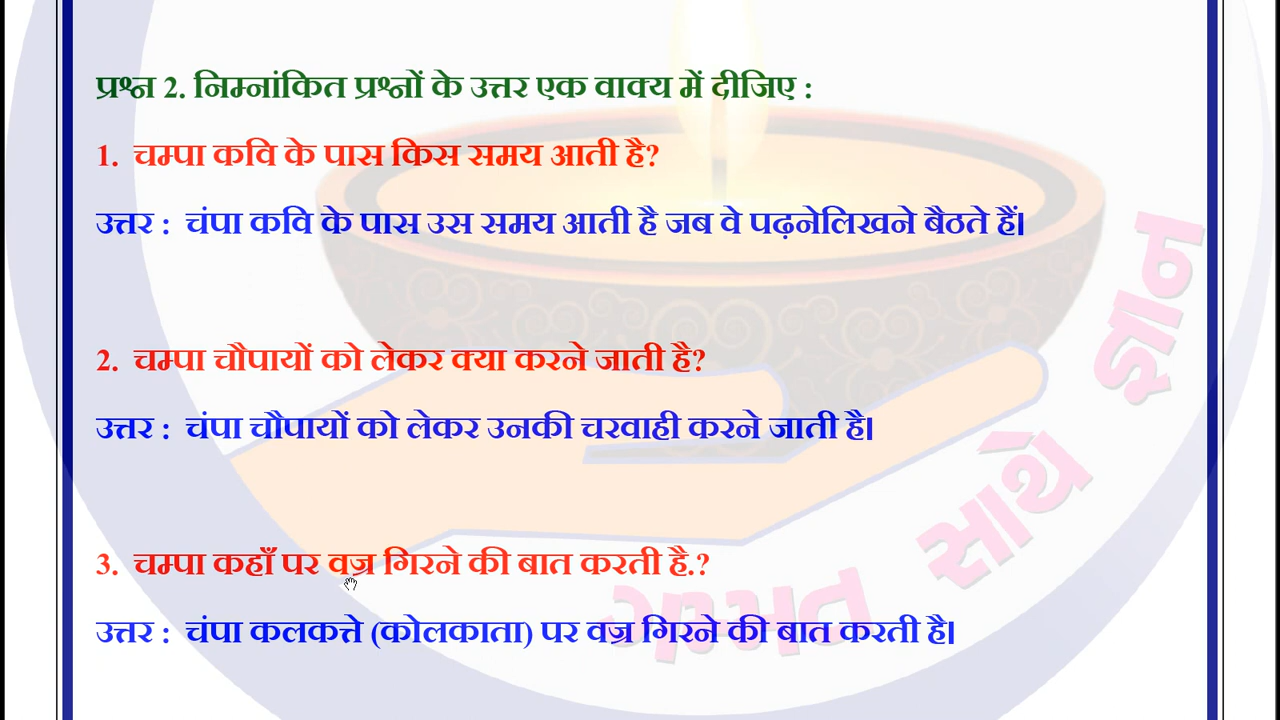 प्रश्न 2. निम्नांकित प्रश्नों के उत्तर एक वाक्य में दीजिए :
1. चम्पा कवि के पास किस समय आती है?
उत्तर : चंपा कवि के पास उस समय आती है जब वे पढ़नेलिखने बैठते हैं।
2. चम्पा चौपायों को लेकर क्या करने जाती है?
उत्तर : चंपा चौपायों को लेकर उनकी चरवाही करने जाती है।
3. चम्पा कहाँ पर वज्र गिरने की बात करती है.?
उत्तर : चंपा कलकत्ते (कोलकाता) पर वज्र गिरने की बात करती है।
ગમ્મત સાથે જ્ઞાન